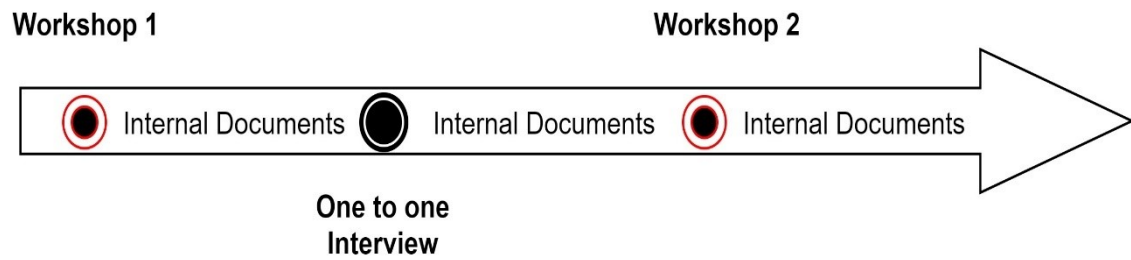 Workshop 1
Workshop 2
Internal Documents
Internal Documents
Internal Documents
One to one
Interview